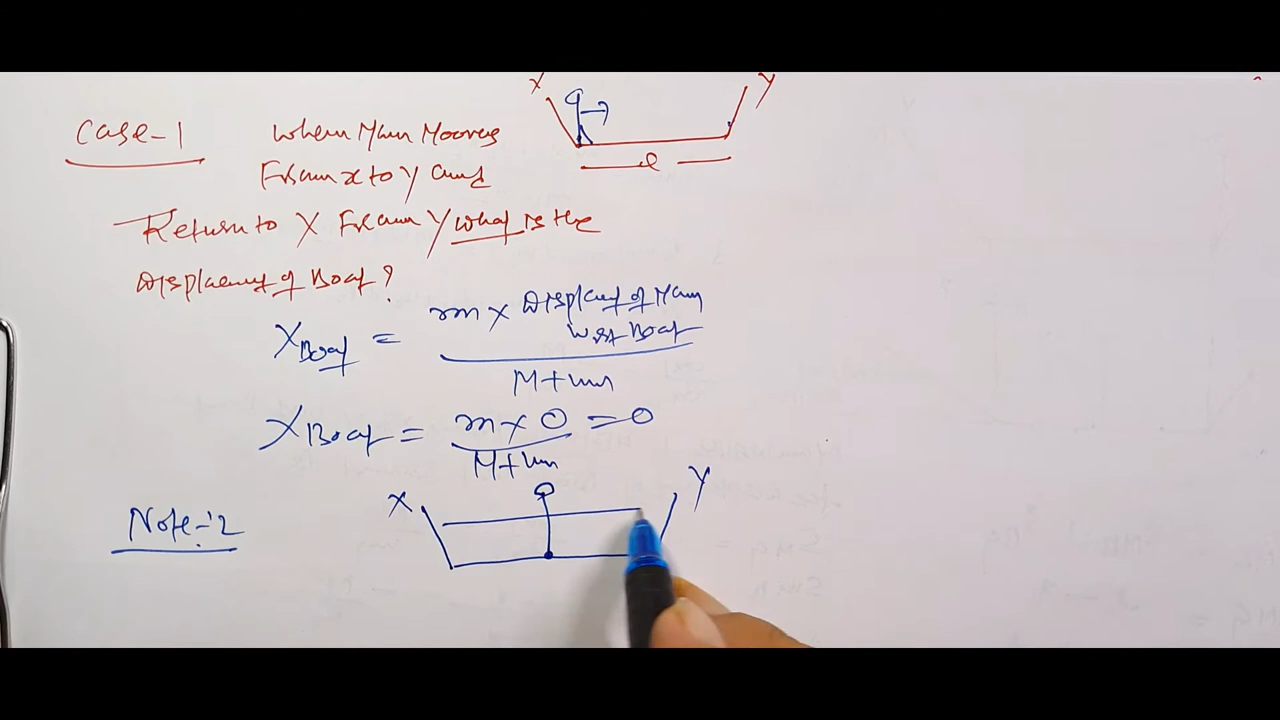 X Y
Case-1 when Man Mooves
From x to Y and
l
Return to X From Y what is the
Displacement of Boat?
X Boat = m x Displacement of Man
w.r.t Boat
M+m
X Boat = m x 0 = 0
M+m
X Y
Note-2